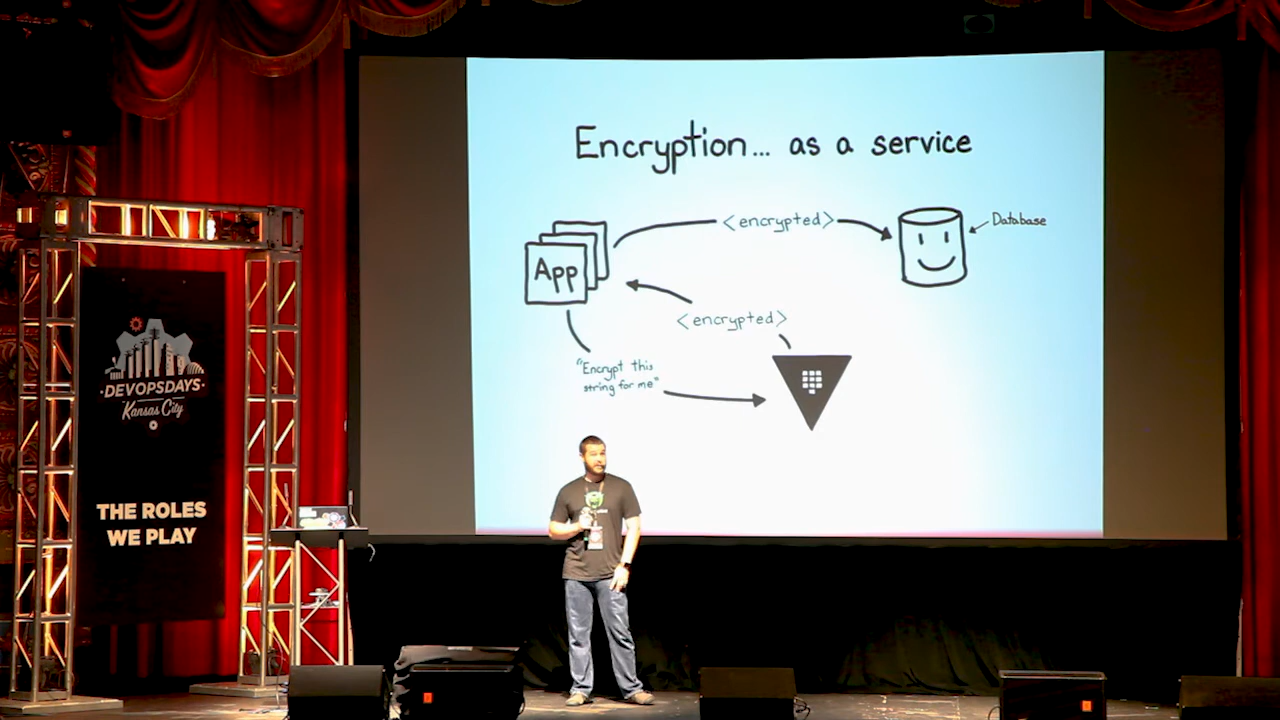 Encryption... as a service
<encrypted>
Database
App
<encrypted>
"Encrypt this
string for me"
DEVOPSDAYS
Kansas City
THE ROLES
WE PLAY